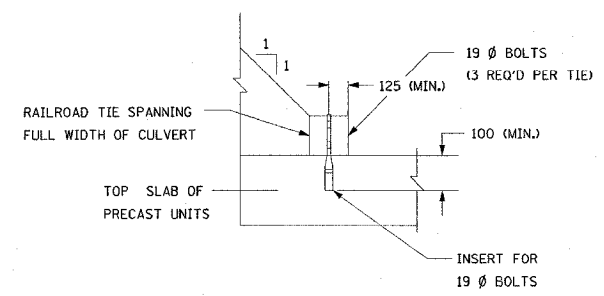 1
1
19 Ø BOLTS
(3 REQ'D PER TIE)
125 (MIN.)
RAILROAD TIE SPANNING
FULL WIDTH OF CULVERT
100 (MIN.)
TOP SLAB OF
PRECAST UNITS
INSERT FOR
19 Ø BOLTS